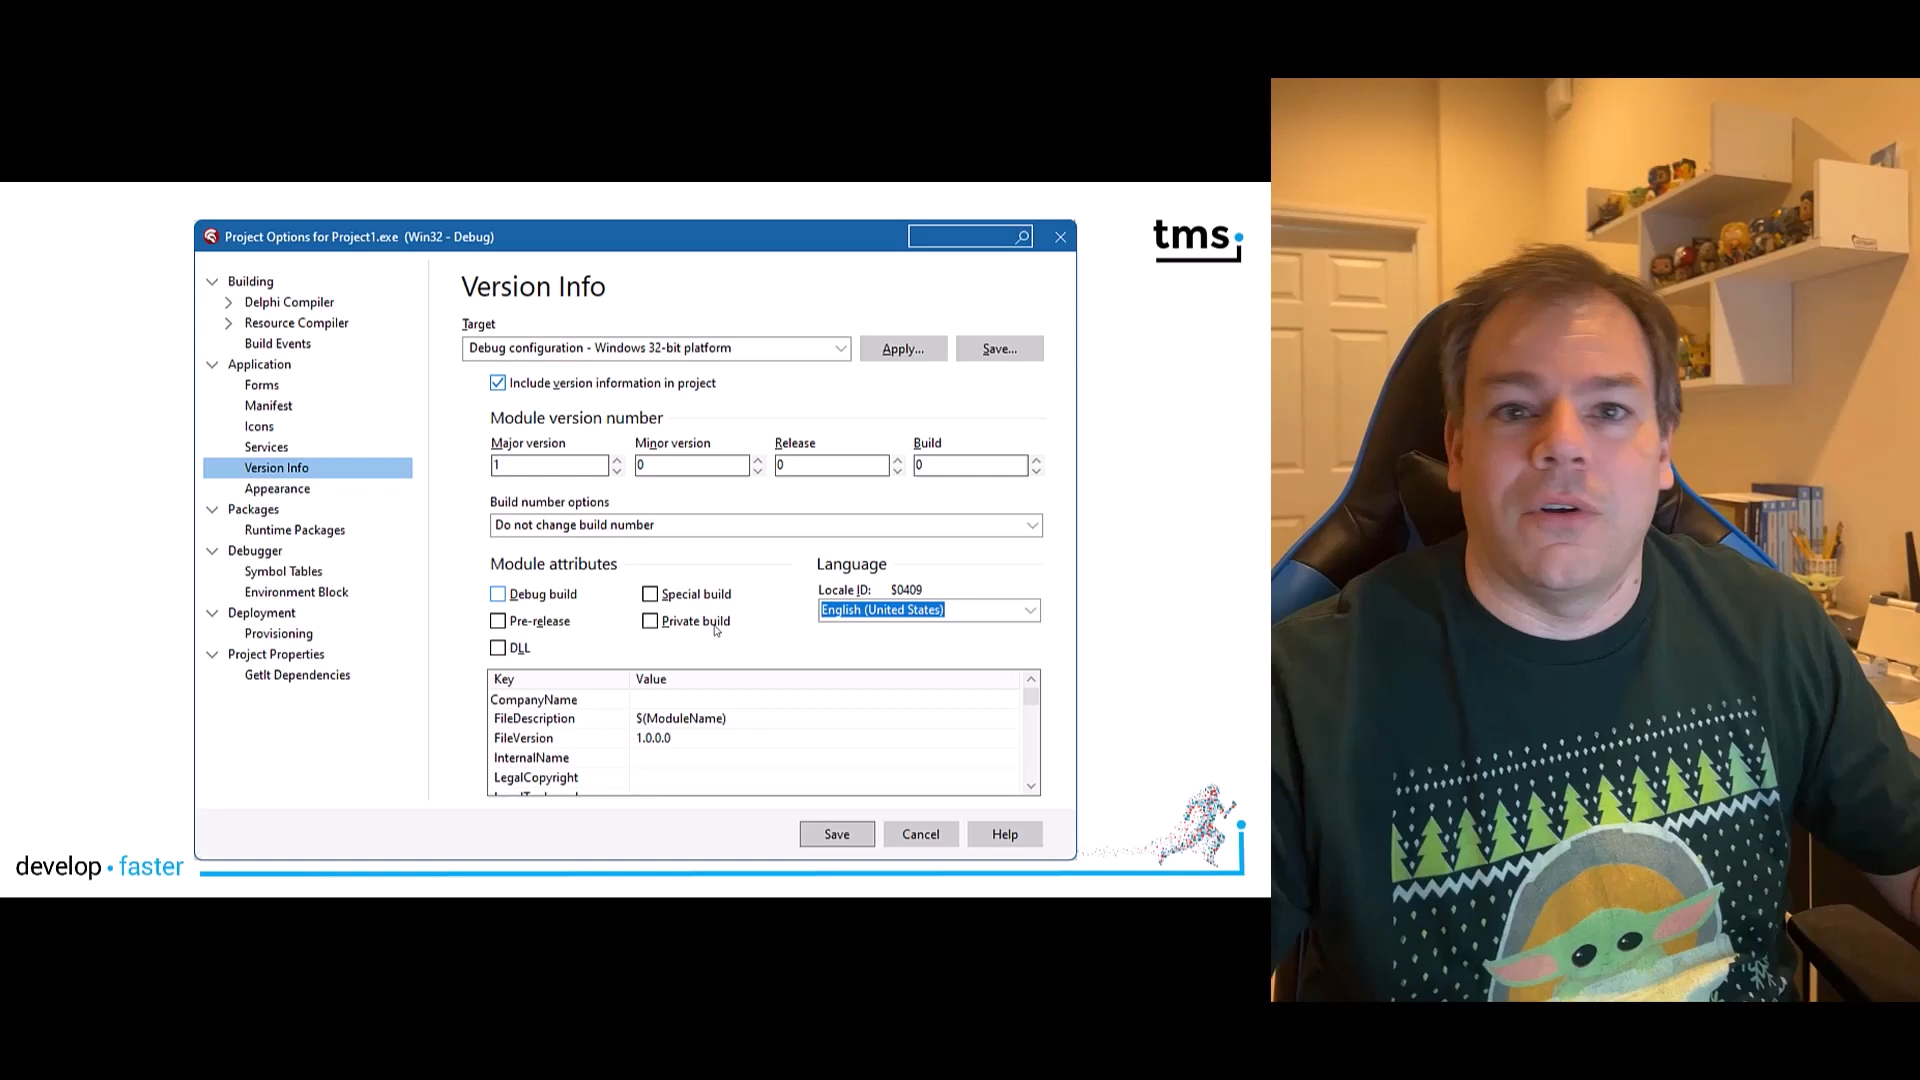 Project Options for Project1.exe (Win32 - Debug)
tms
Building
Delphi Compiler
Resource Compiler
Build Events
Application
Forms
Manifest
Icons
Services
Version Info
Appearance
Packages
Runtime Packages
Debugger
Symbol Tables
Environment Block
Deployment
Provisioning
Project Properties
GetIt Dependencies
Version Info
Target
Debug configuration - Windows 32-bit platform
Apply...
Save...
Include version information in project
Module version number
Major version
Minor version
Release
Build
1
0
0
0
Build number options
Do not change build number
Module attributes
Debug build
Special build
Pre-release
Private build
DLL
Language
Locale ID: $0409
English (United States)
Key Value
CompanyName
FileDescription $(ModuleName)
FileVersion 1.0.0.0
InternalName
LegalCopyright
Save
Cancel
Help
develop • faster